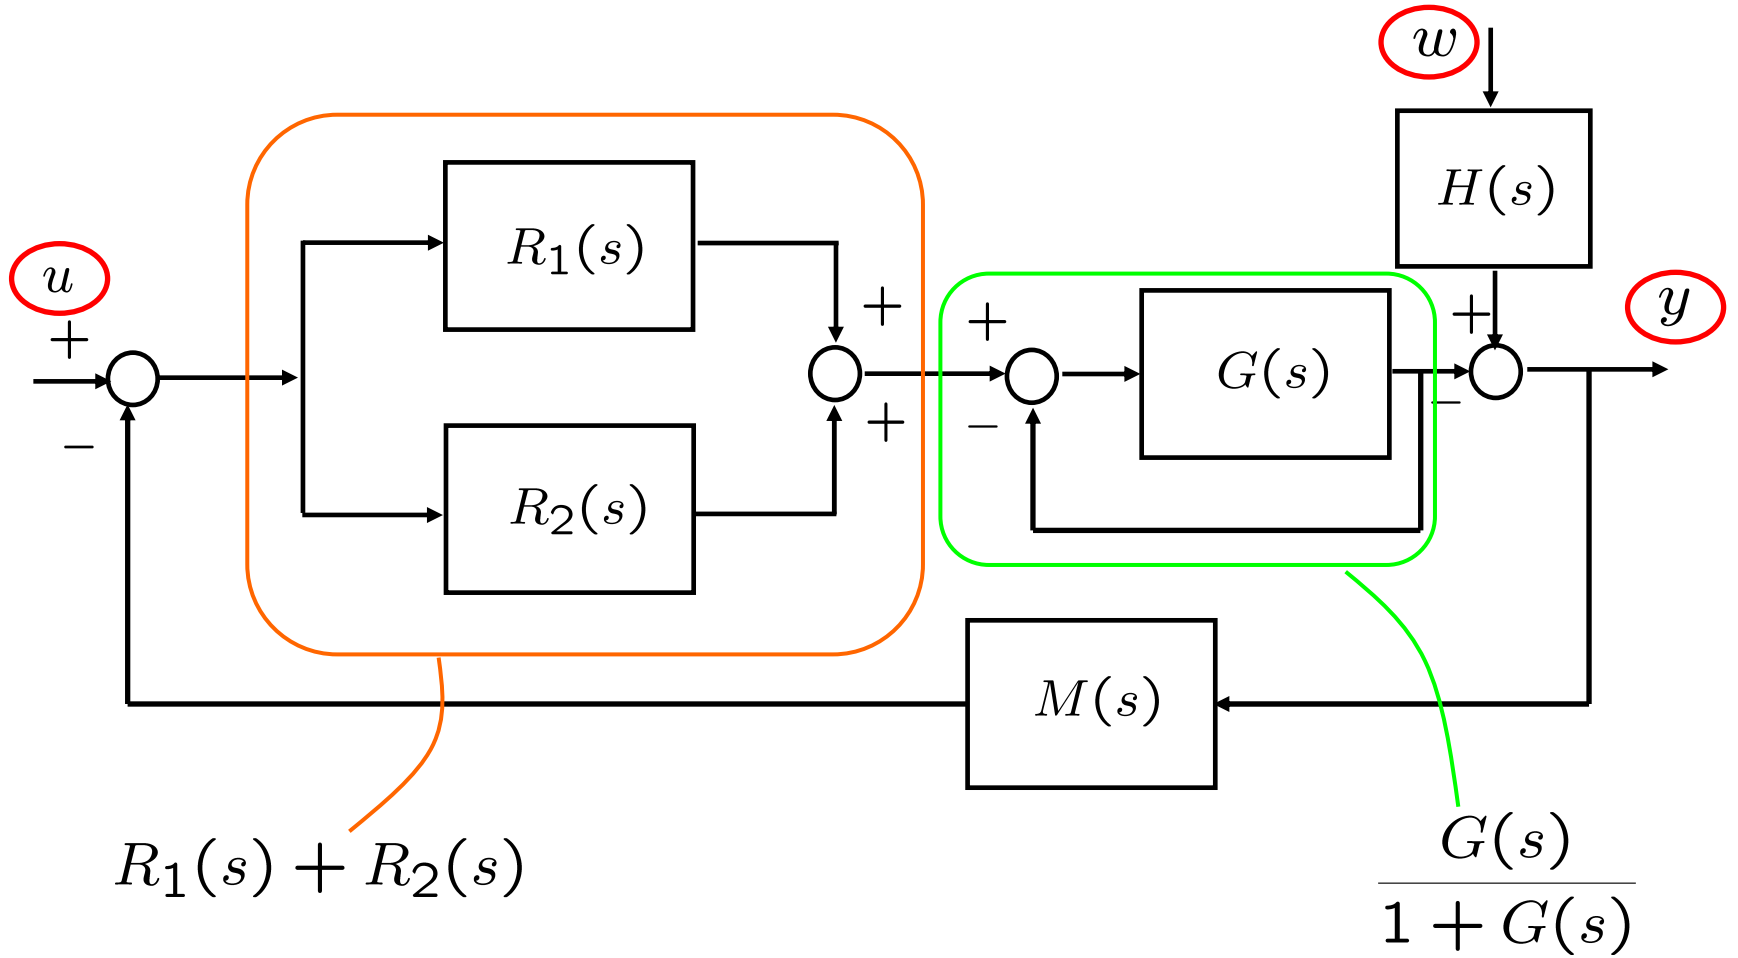 w
H(s)
R₁(s)
u
+
+
+
+
y
G(s)
+
−
−
−
+
R₂(s)
M(s)
R₁(s) + R₂(s)
G(s)
1 + G(s)